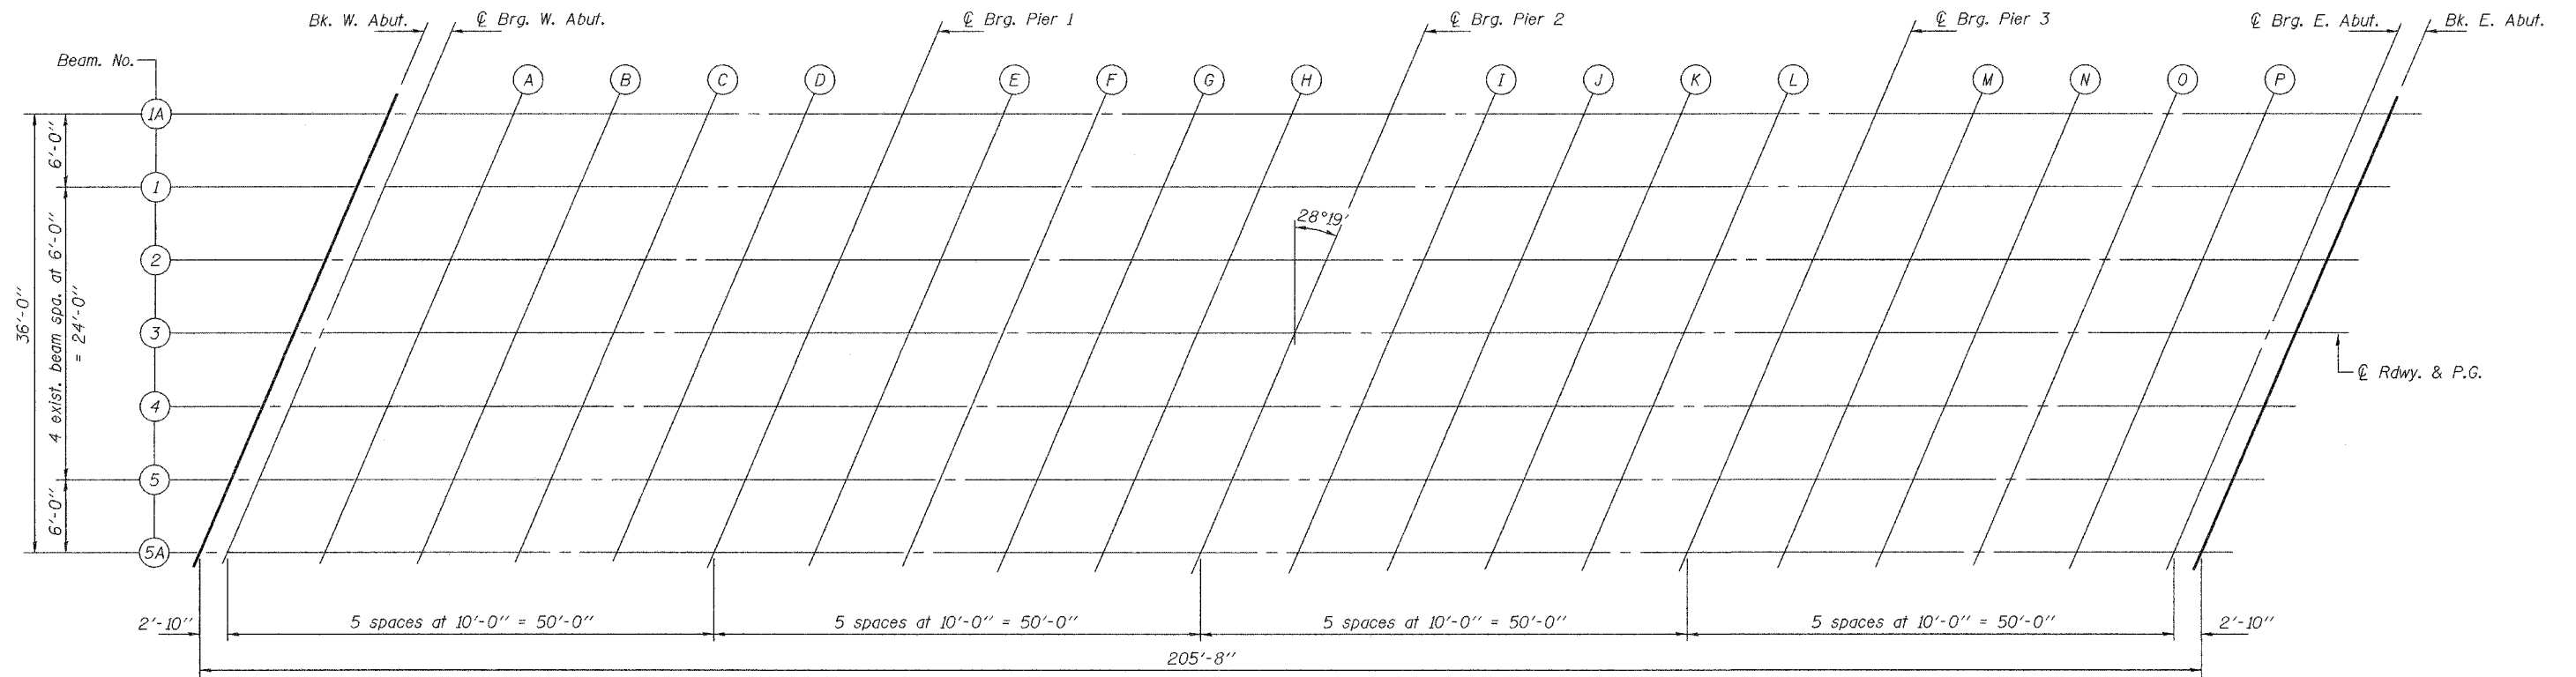 Bk. W. Abut.
℄ Brg. W. Abut.
℄ Brg. Pier 1
℄ Brg. Pier 2
℄ Brg. Pier 3
℄ Brg. E. Abut.
Bk. E. Abut.
Beam. No.
A
B
C
D
E
F
G
H
I
J
K
L
M
N
O
P
1A
1
2
3
4
5
5A
36'-0"
6'-0"
4 exist. beam spa. at 6'-0"
= 24'-0"
6'-0"
28°19'
℄ Rdwy. & P.G.
2'-10"
5 spaces at 10'-0" = 50'-0"
5 spaces at 10'-0" = 50'-0"
5 spaces at 10'-0" = 50'-0"
5 spaces at 10'-0" = 50'-0"
2'-10"
205'-8"